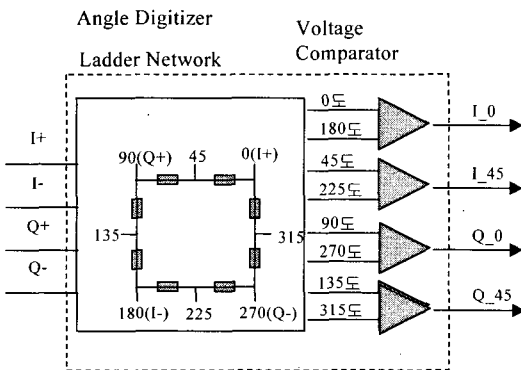 Angle Digitizer
Ladder Network
Voltage
Comparator
I+
I-
Q+
Q-
90(Q+) 45 0(I+)
135 315
180(I-) 225 270(Q-)
0도
180도
45도
225도
90도
270도
135도
315도
I_0
I_45
Q_0
Q_45